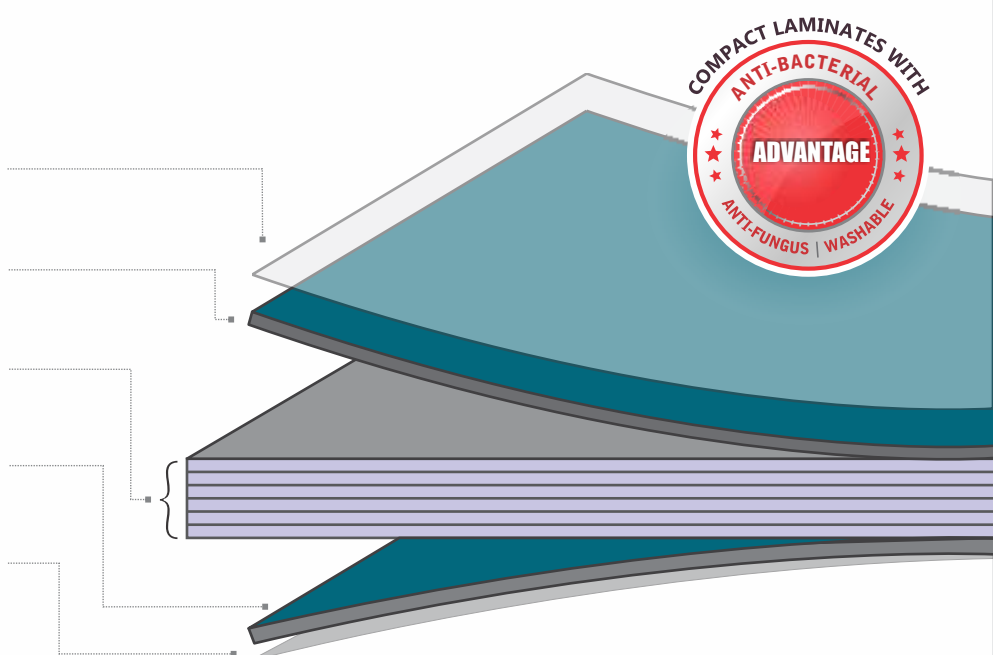 COMPACT LAMINATES WITH
ANTI-BACTERIAL
ADVANTAGE
ANTI-FUNGUS | WASHABLE